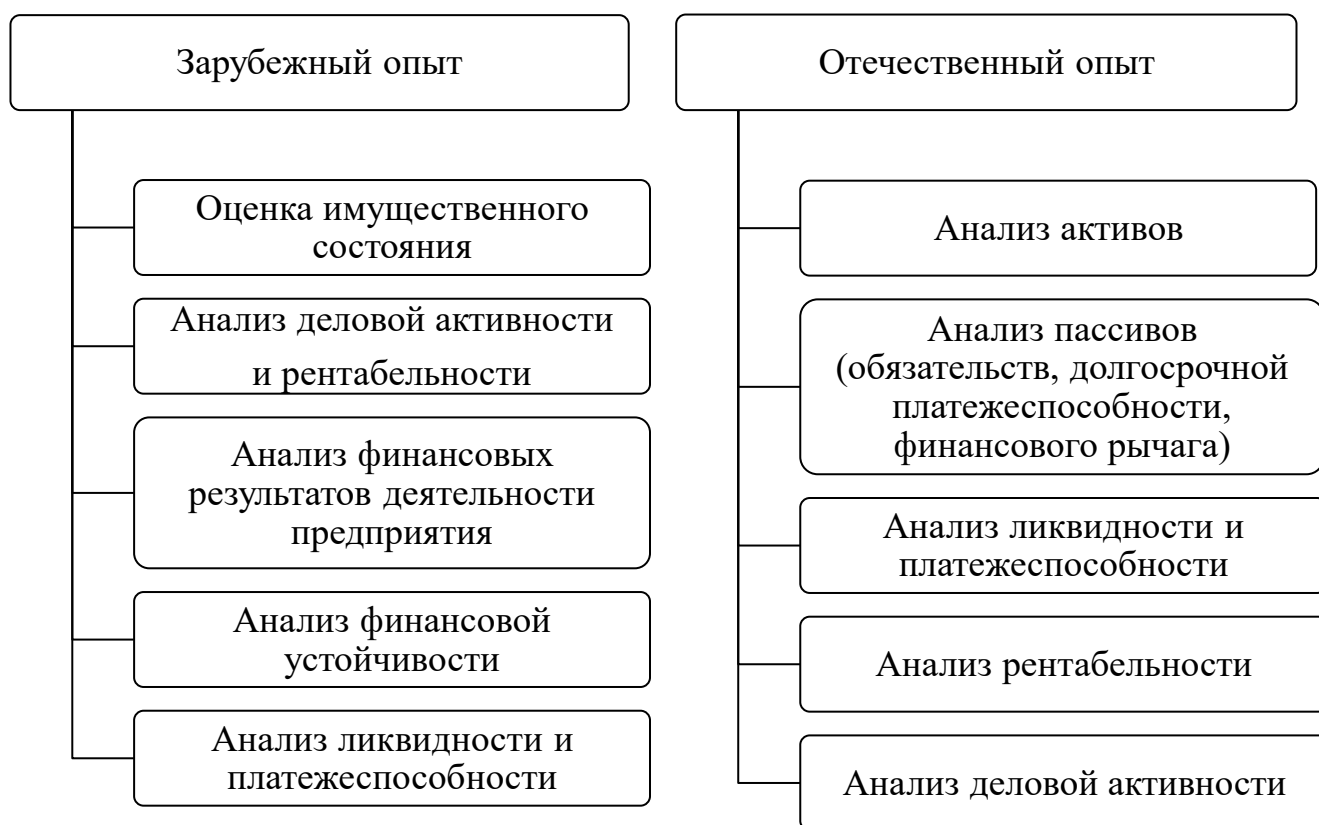 Зарубежный опыт
Оценка имущественного
состояния
Анализ деловой активности
и рентабельности
Анализ финансовых
результатов деятельности
предприятия
Анализ финансовой
устойчивости
Анализ ликвидности и
платежеспособности
Отечественный опыт
Анализ активов
Анализ пассивов
(обязательств, долгосрочной
платежеспособности,
финансового рычага)
Анализ ликвидности и
платежеспособности
Анализ рентабельности
Анализ деловой активности